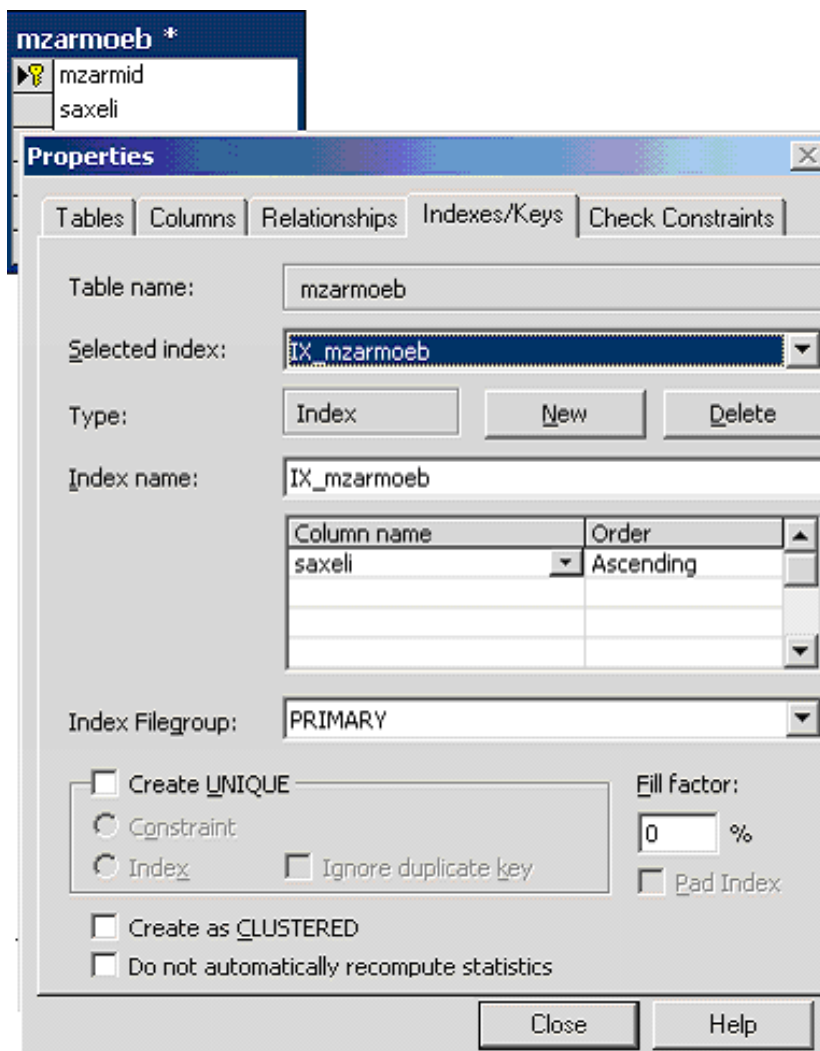 mzarmoeb *
mzarmid
saxeli
Properties
Tables Columns Relationships Indexes/Keys Check Constraints
Table name: mzarmoeb
Selected index: IX_mzarmoeb
Type: Index New Delete
Index name: IX_mzarmoeb
Column name Order
saxeli Ascending
Index Filegroup: PRIMARY
Create UNIQUE Fill factor:
Constraint 0 %
Index Ignore duplicate key Pad Index
Create as CLUSTERED
Do not automatically recompute statistics
Close Help